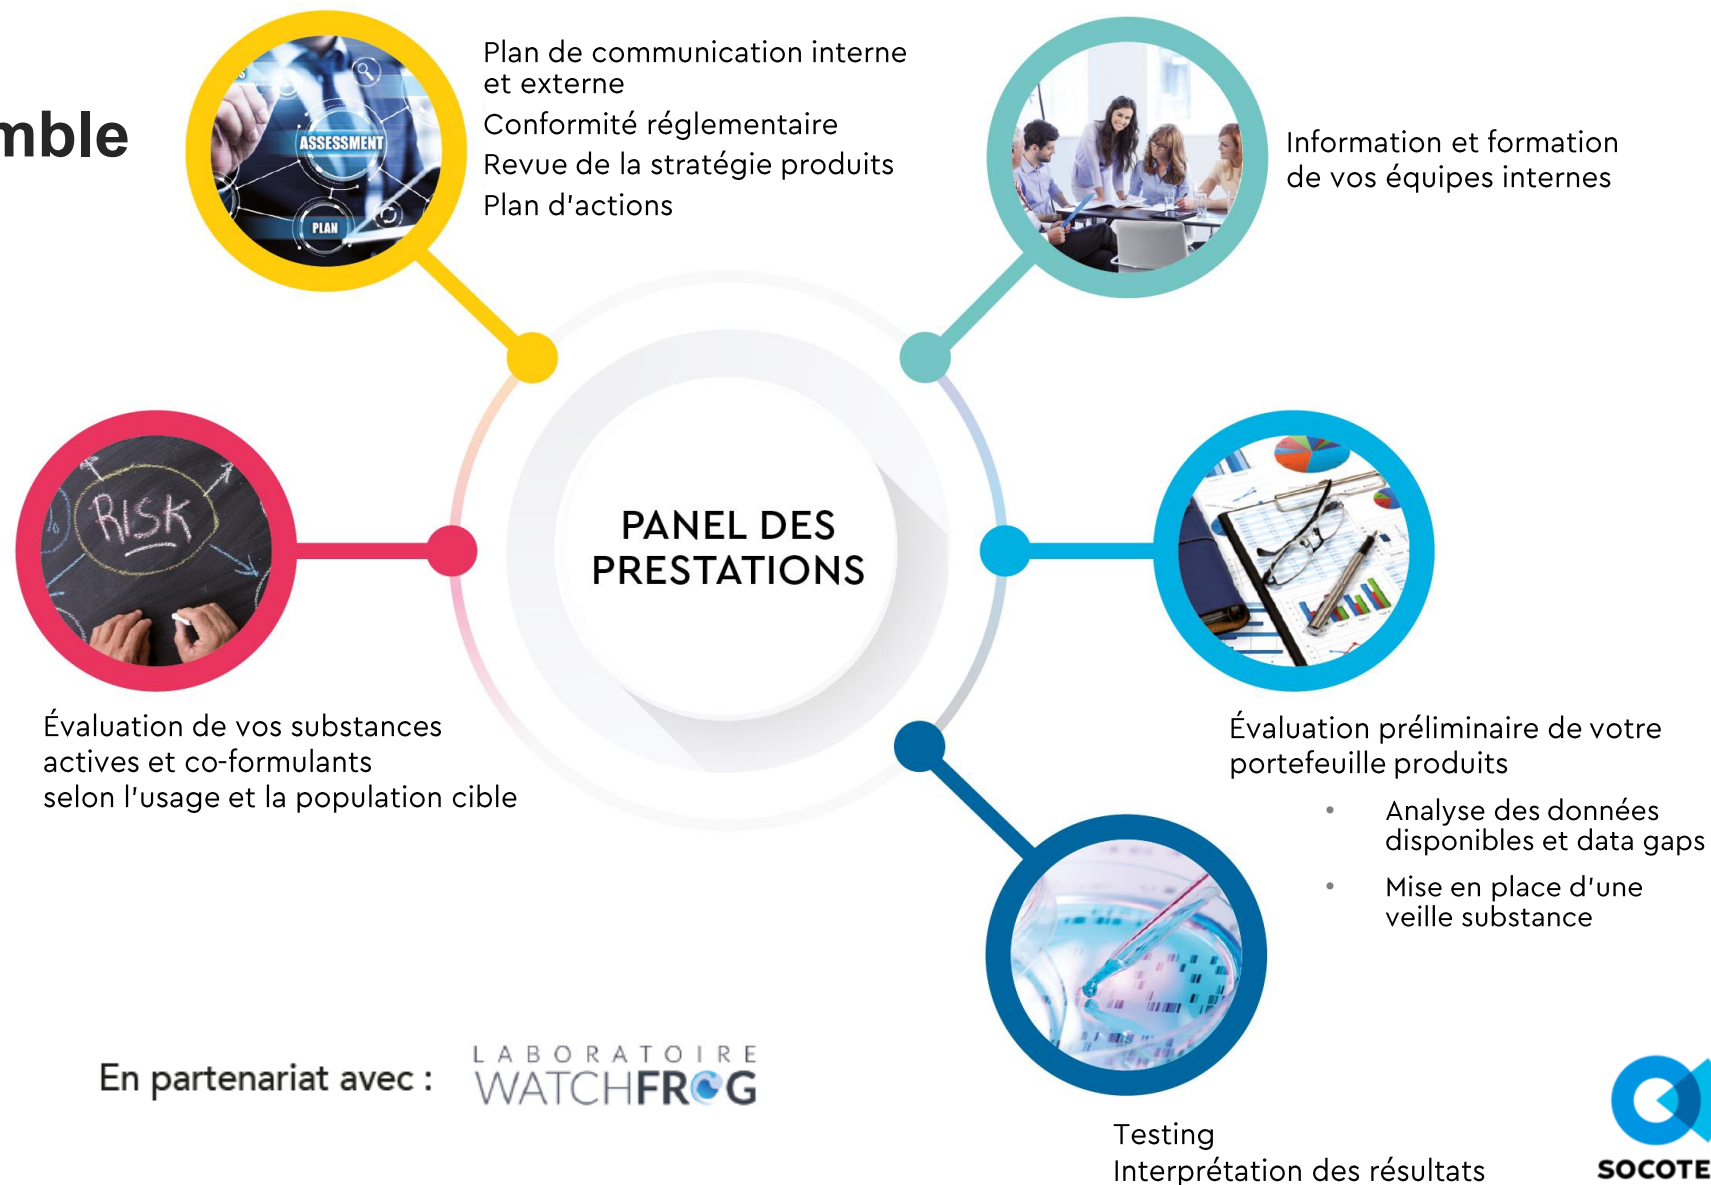 mble
Plan de communication interne
et externe
Conformité réglementaire
Revue de la stratégie produits
Plan d'actions
ASSESSMENT
PLAN
Information et formation
de vos équipes internes
RISK
PANEL DES
PRESTATIONS
Évaluation de vos substances
actives et co-formulants
selon l'usage et la population cible
Évaluation préliminaire de votre
portefeuille produits
• Analyse des données
disponibles et data gaps
• Mise en place d'une
veille substance
En partenariat avec :
LABORATOIRE
WATCHFROG
Testing
Interprétation des résultats
SOCOTE